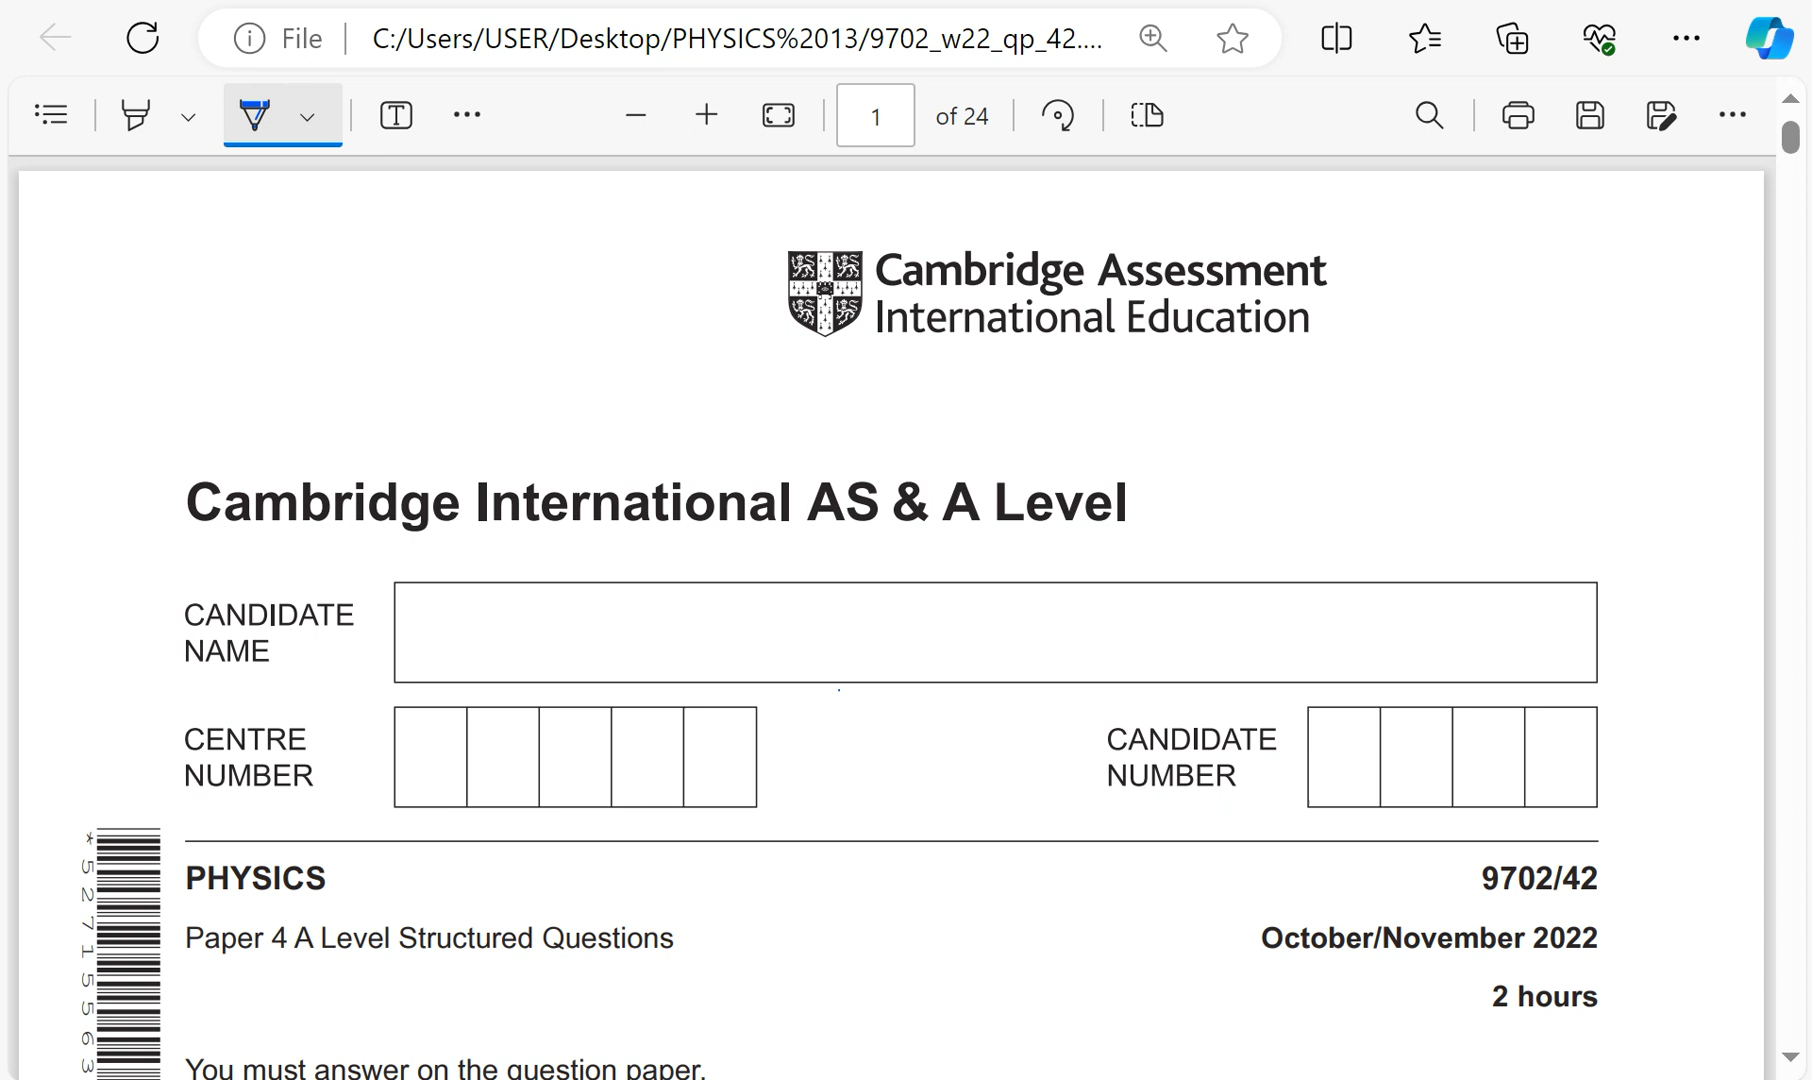 File
C:/Users/USER/Desktop/PHYSICS%2013/9702_w22_qp_42....
1 of 24
Cambridge Assessment
International Education
Cambridge International AS & A Level
CANDIDATE
NAME
CENTRE
NUMBER
CANDIDATE
NUMBER
PHYSICS
9702/42
Paper 4 A Level Structured Questions
October/November 2022
2 hours
You must answer on the question paper.
*52715563